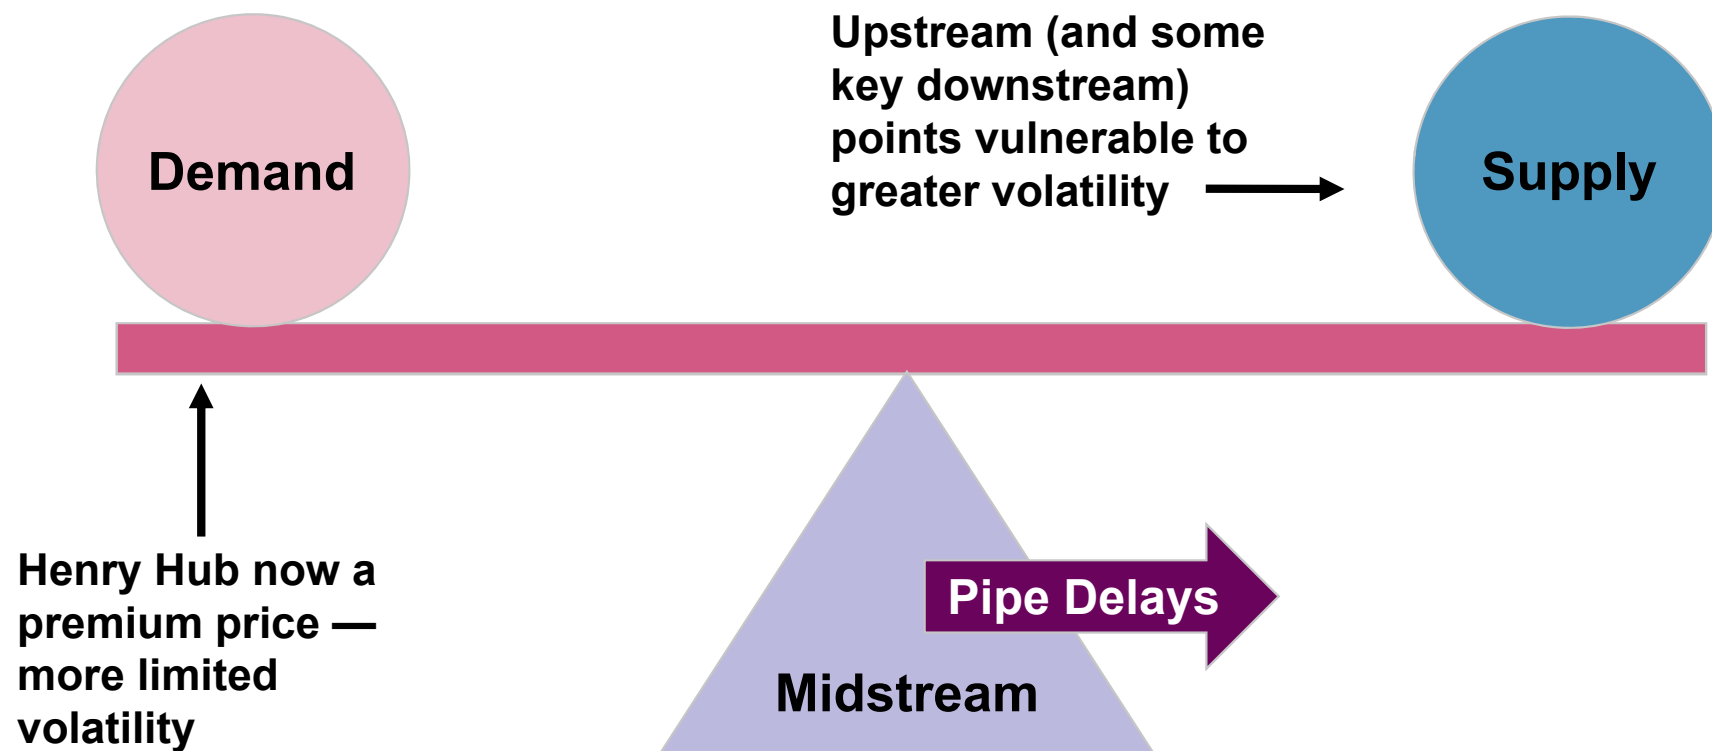 Demand
Upstream (and some
key downstream)
points vulnerable to
greater volatility
Supply
Henry Hub now a
premium price —
more limited
volatility
Pipe Delays
Midstream